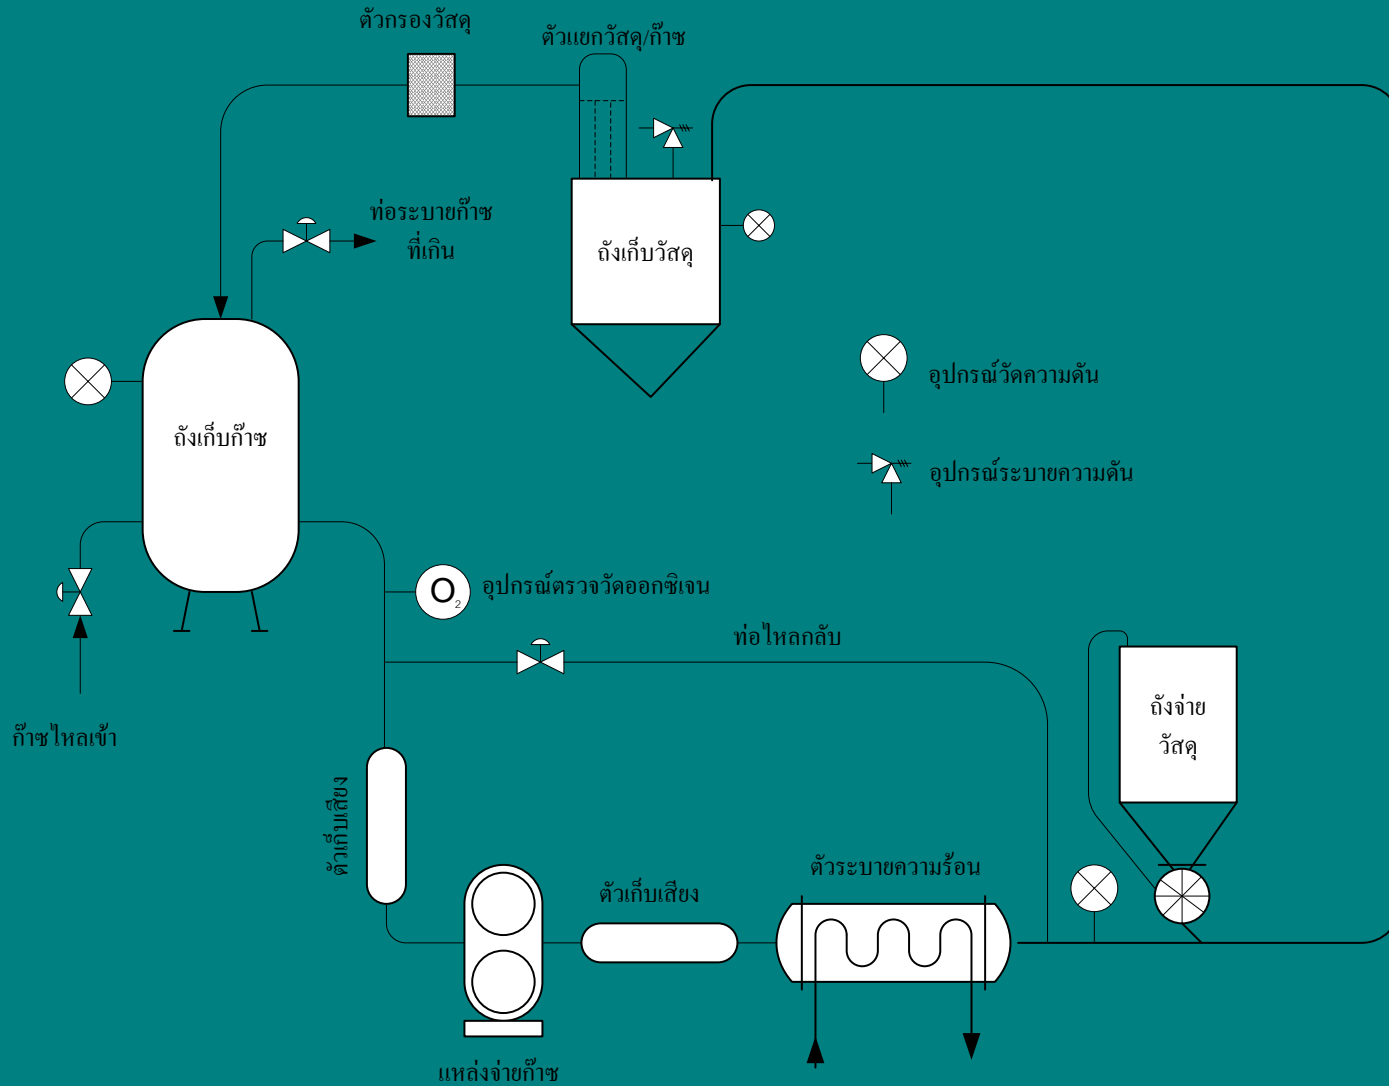 ตัวกรองวัสดุ
ตัวแยกวัสดุ/ก๊าซ
ท่อระบายก๊าซ
ที่เกิน
ถังเก็บวัสดุ
อุปกรณ์วัดความดัน
ถังเก็บก๊าซ
อุปกรณ์ระบายความดัน
O2
อุปกรณ์ตรวจวัดออกซิเจน
ท่อไหลกลับ
ถังจ่าย
วัสดุ
ก๊าซไหลเข้า
ตัวเก็บเสียง
ตัวระบายความร้อน
ตัวเก็บเสียง
แหล่งจ่ายก๊าซ